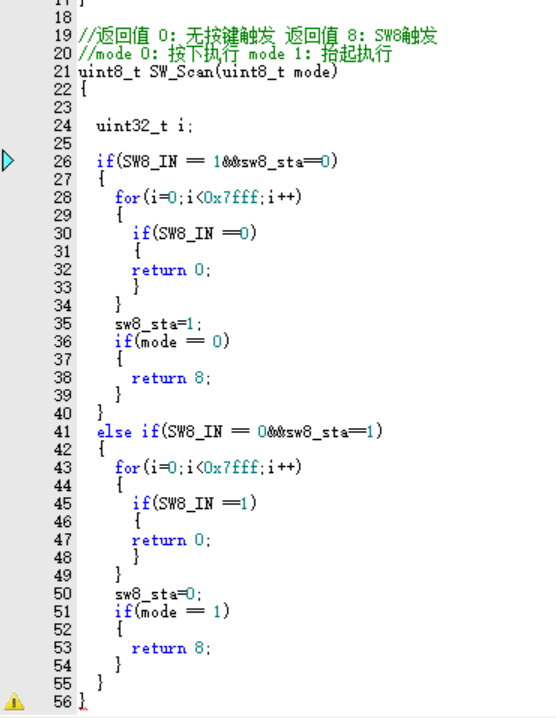 17 }
18
19 //返回值 0: 无按键触发 返回值 8: SW8触发
20 //mode 0: 按下执行 mode 1: 抬起执行
21 uint8_t SW_Scan(uint8_t mode)
22 {
23
24 uint32_t i;
25
26 if(SW8_IN == 1&&sw8_sta==0)
27 {
28 for(i=0;i<0x7fff;i++)
29 {
30 if(SW8_IN ==0)
31 {
32 return 0;
33 }
34 }
35 sw8_sta=1;
36 if(mode == 0)
37 {
38 return 8;
39 }
40 }
41 else if(SW8_IN == 0&&sw8_sta==1)
42 {
43 for(i=0;i<0x7fff;i++)
44 {
45 if(SW8_IN ==1)
46 {
47 return 0;
48 }
49 }
50 sw8_sta=0;
51 if(mode == 1)
52 {
53 return 8;
54 }
55 }
56 }